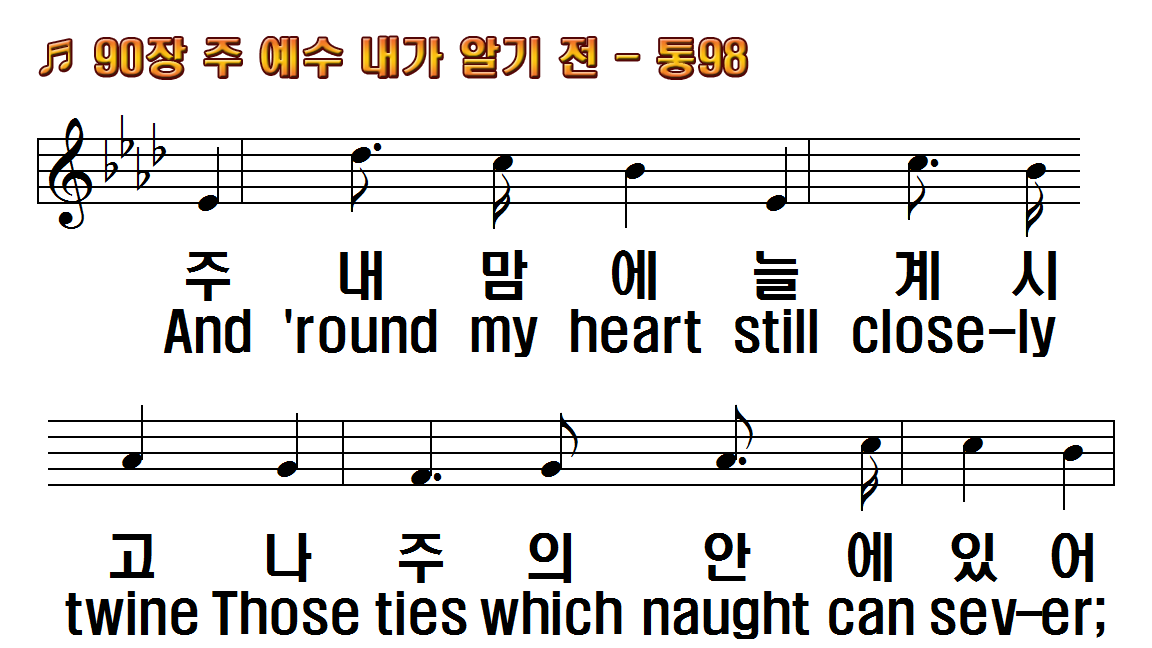 ♬ 90장 주 예수 내가 알기 전 - 통98
주 내 맘 에 늘 계 시
And 'round my heart still close-ly
고 나 주 의 안 에 있 어
twine Those ties which naught can sev-er;